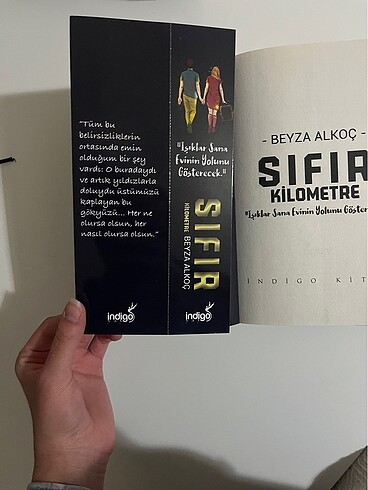 "Tüm bu
belirsizliklerin
ortasında emin
olduğum bir şey
vardı: O buradaydı
ve artık yıldızlarla
doluydu üstümüzü
kaplayan bu
gökyüzü... Her ne
olursa olsun, her
nasıl olursa olsun."
indigo
"Işıklar Sana
Evinin Yolunu
Gösterecek."
SIFIR
KİLOMETRE BEYZA ALKOÇ
indigo
- BEYZA ALKOÇ -
SIFIR
KİLOMETRE
"Işıklar Sana Evinin Yolunu Göster
İNDİGO KİT